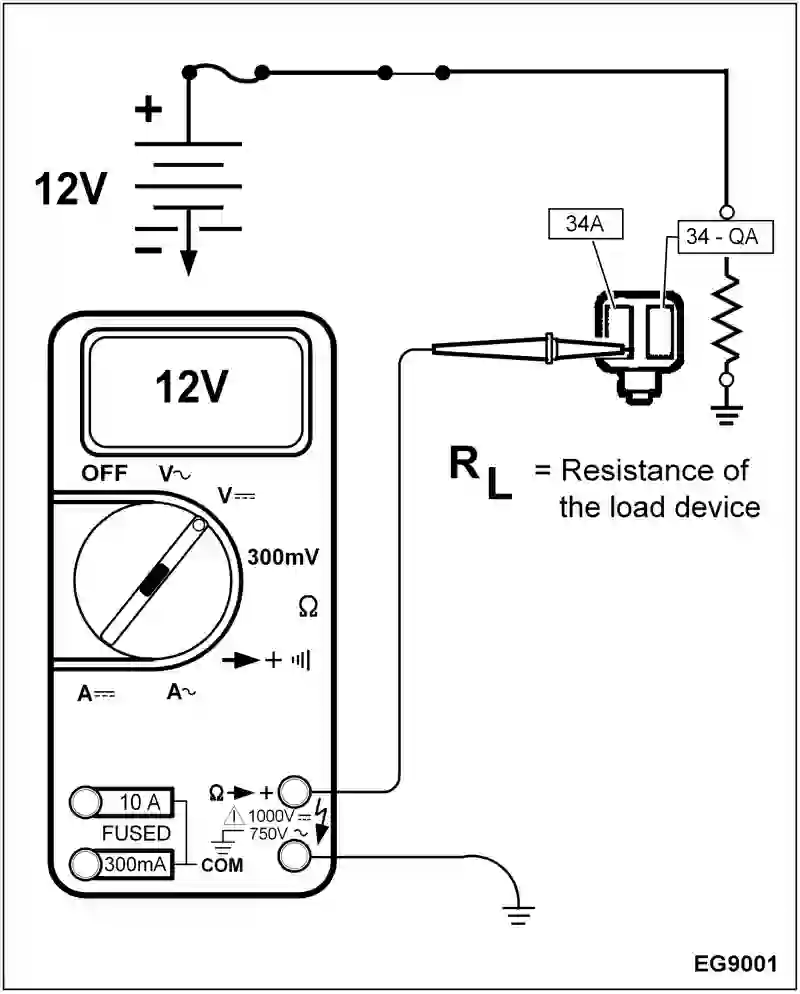 +
12V
−
34A
34 - QA
12V
R L = Resistance of
the load device
OFF V~
V⎓
300mV
Ω
+
A⎓ A~
10 A
FUSED
300mA
Ω +
1000V⎓
750V ~
COM
EG9001